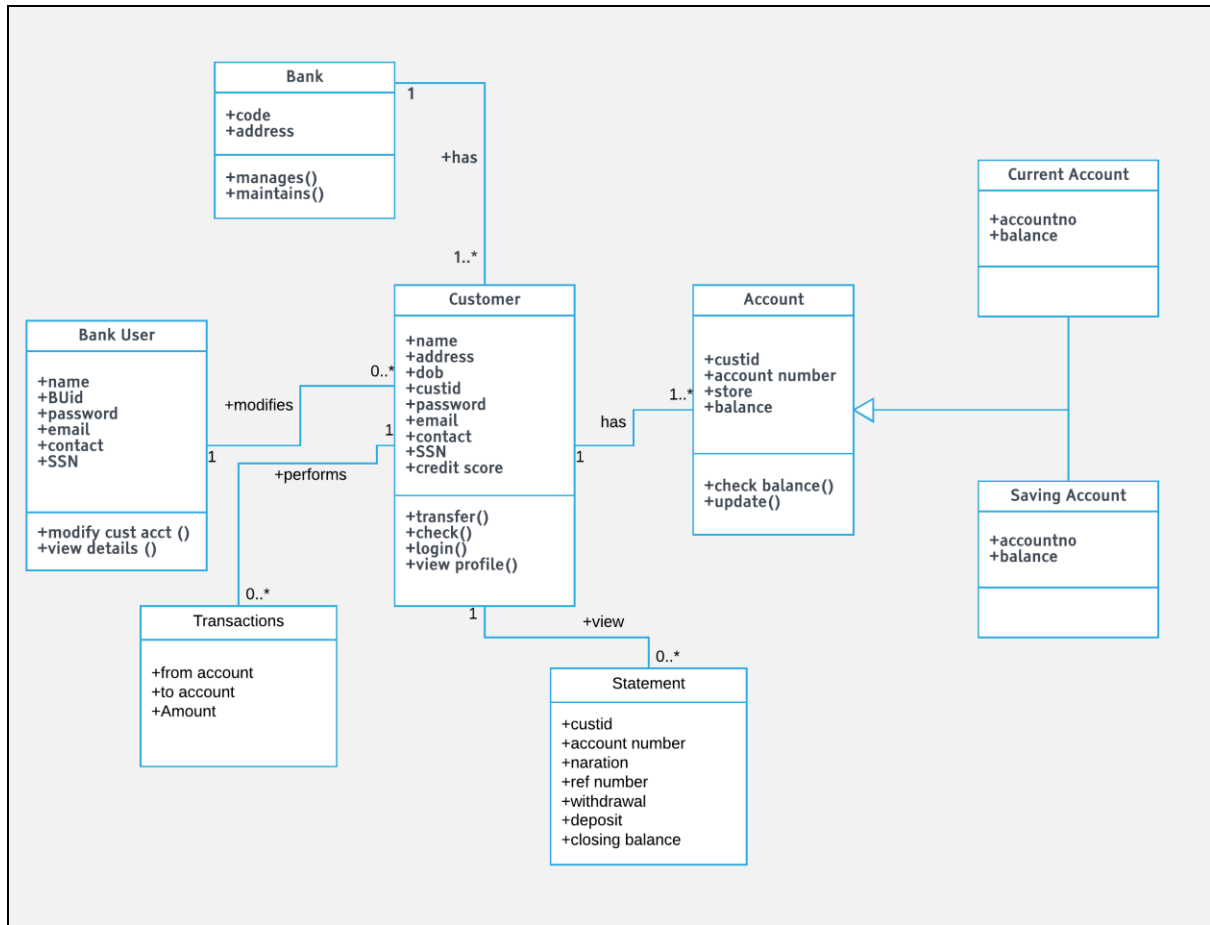 Bank
+code
+address
+manages()
+maintains()
1
+has
1..*
Current Account
+accountno
+balance
Customer
+name
+address
+dob
+custid
+password
+email
+contact
+SSN
+credit score
+transfer()
+check()
+login()
+view profile()
Account
+custid
+account number
+store
+balance
+check balance()
+update()
Bank User
+name
+BUid
+password
+email
+contact
+SSN
+modify cust acct ()
+view details ()
0..*
+modifies
1
1
+performs
0..*
1..*
has
1
Saving Account
+accountno
+balance
Transactions
+from account
+to account
+Amount
1
+view
0..*
Statement
+custid
+account number
+naration
+ref number
+withdrawal
+deposit
+closing balance